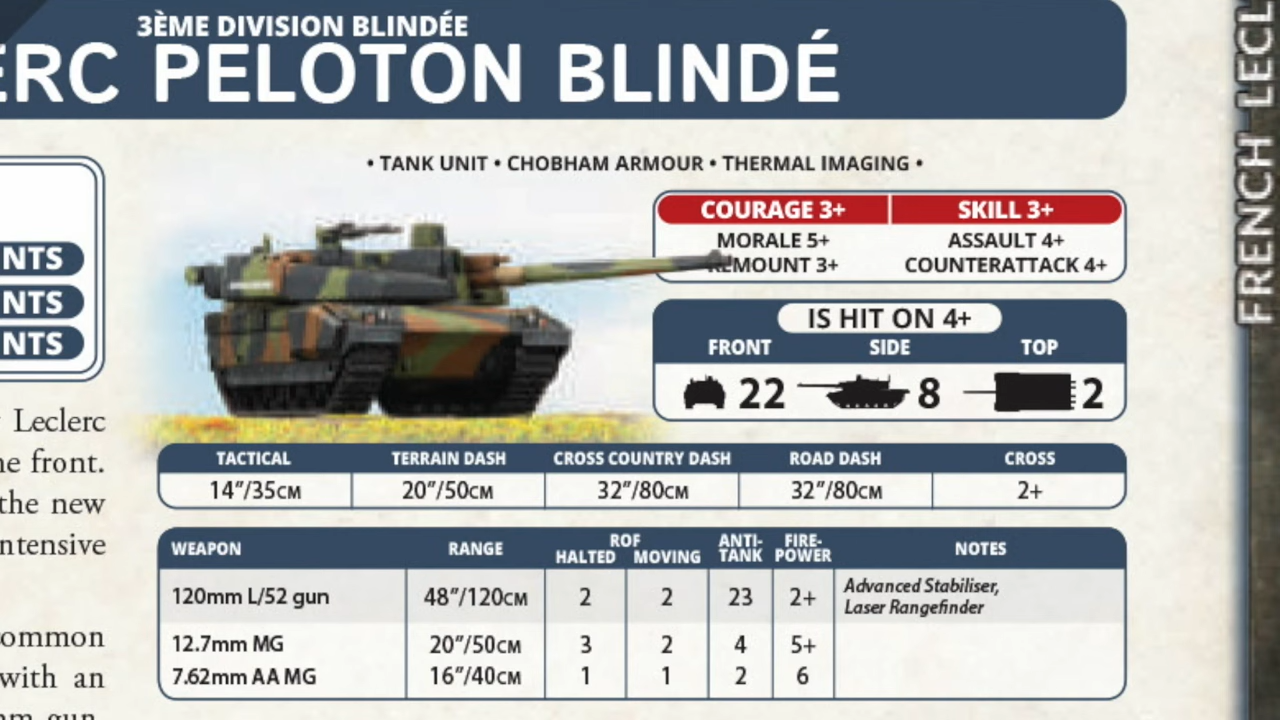 3ÈME DIVISION BLINDÉE
ERC PELOTON BLINDÉ
• TANK UNIT • CHOBHAM ARMOUR • THERMAL IMAGING •
COURAGE 3+ SKILL 3+
MORALE 5+ ASSAULT 4+
REMOUNT 3+ COUNTERATTACK 4+
IS HIT ON 4+
FRONT SIDE TOP
22 8 2
NTS
NTS
NTS
Leclerc
e front.
the new
ntensive
ommon
with an
mm gun
TACTICAL TERRAIN DASH CROSS COUNTRY DASH ROAD DASH CROSS
14"/35CM 20"/50CM 32"/80CM 32"/80CM 2+
WEAPON RANGE ROF HALTED MOVING ANTI-TANK FIRE-POWER NOTES
120mm L/52 gun 48"/120CM 2 2 23 2+ Advanced Stabiliser,
Laser Rangefinder
12.7mm MG 20"/50CM 3 2 4 5+
7.62mm AA MG 16"/40CM 1 1 2 6
FRENCH LECL